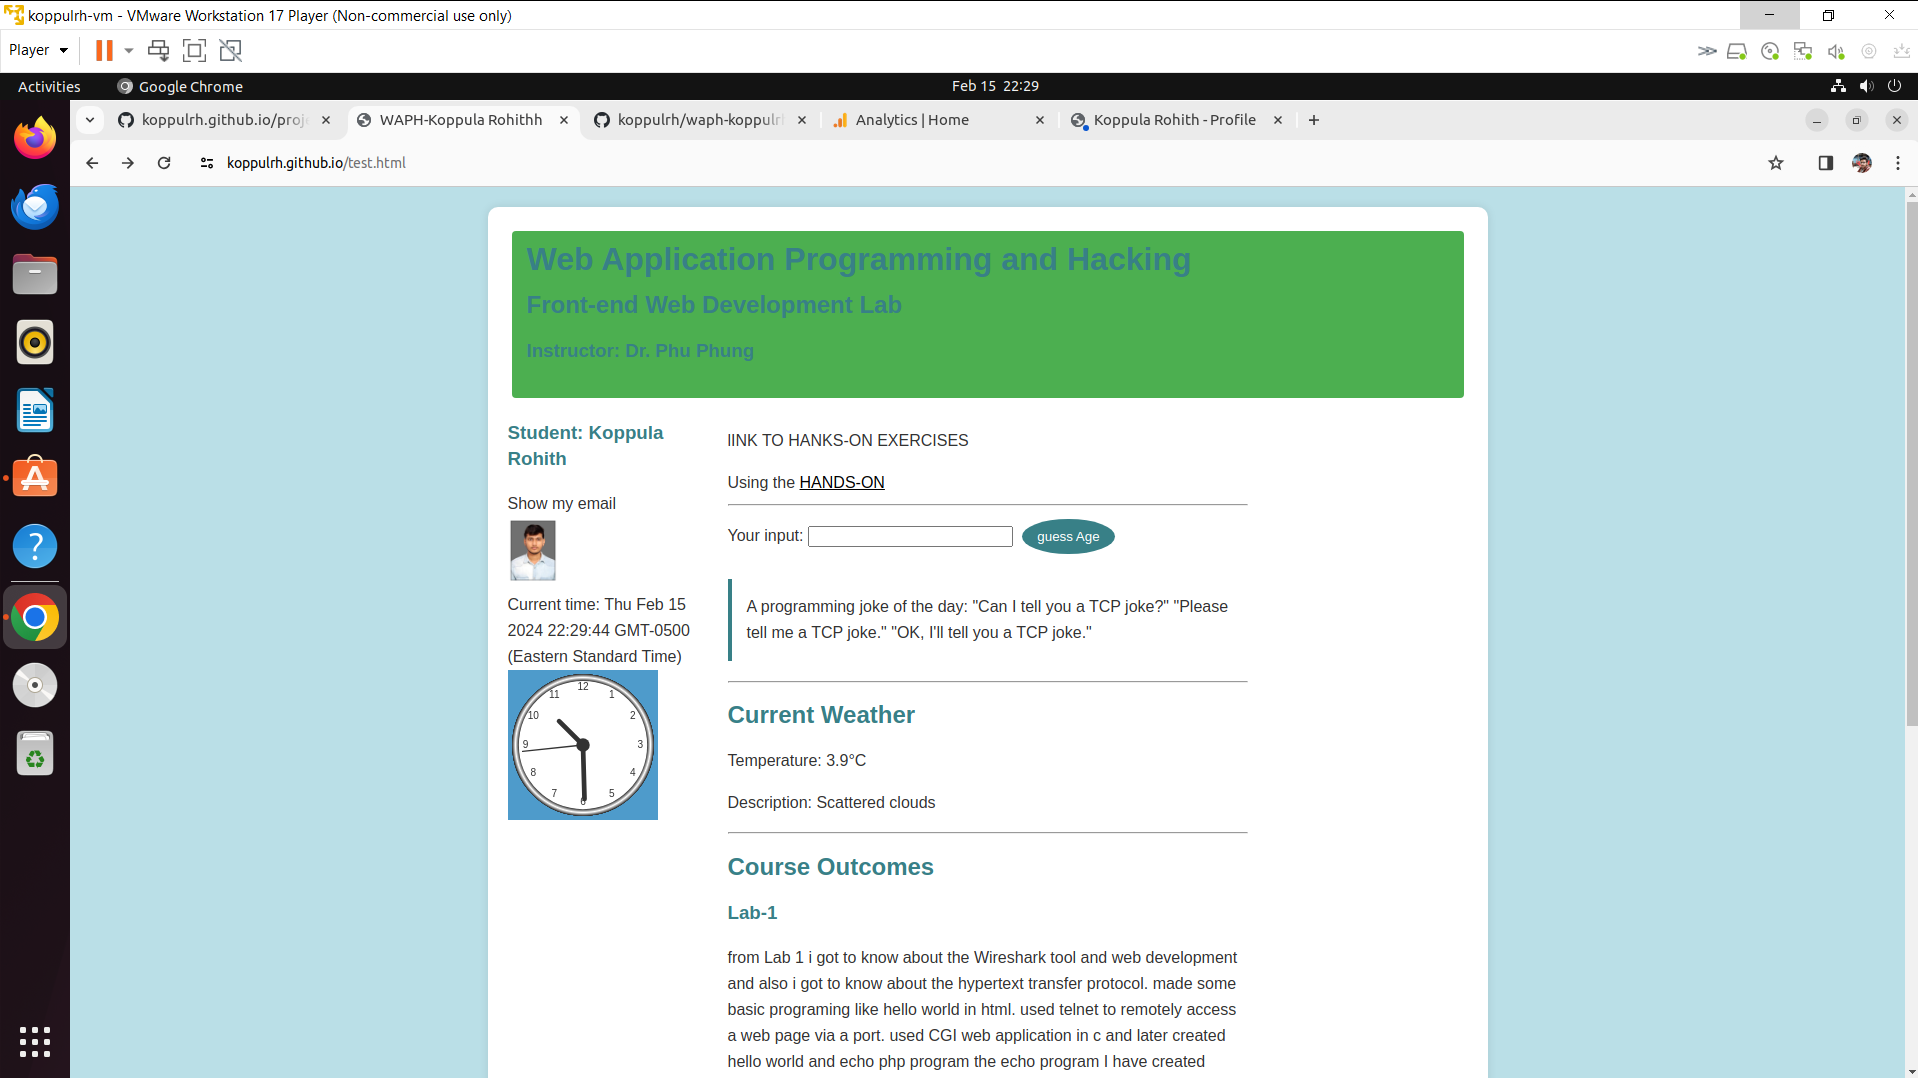 koppulrh-vm - VMware Workstation 17 Player (Non-commercial use only)
Player
Activities
Google Chrome
Feb 15 22:29
koppulrh.github.io/proj
WAPH-Koppula Rohithh
koppulrh/waph-koppulr
Analytics | Home
Koppula Rohith - Profile
koppulrh.github.io/test.html
Web Application Programming and Hacking
Front-end Web Development Lab
Instructor: Dr. Phu Phung
Student: Koppula
Rohith
Show my email
Current time: Thu Feb 15
2024 22:29:44 GMT-0500
(Eastern Standard Time)
12
11
1
10
2
9
3
8
4
7
5
6
lINK TO HANKS-ON EXERCISES
Using the HANDS-ON
Your input:
guess Age
A programming joke of the day: "Can I tell you a TCP joke?" "Please
tell me a TCP joke." "OK, I'll tell you a TCP joke."
Current Weather
Temperature: 3.9°C
Description: Scattered clouds
Course Outcomes
Lab-1
from Lab 1 i got to know about the Wireshark tool and web development
and also i got to know about the hypertext transfer protocol. made some
basic programing like hello world in html. used telnet to remotely access
a web page via a port. used CGI web application in c and later created
hello world and echo php program the echo program I have created